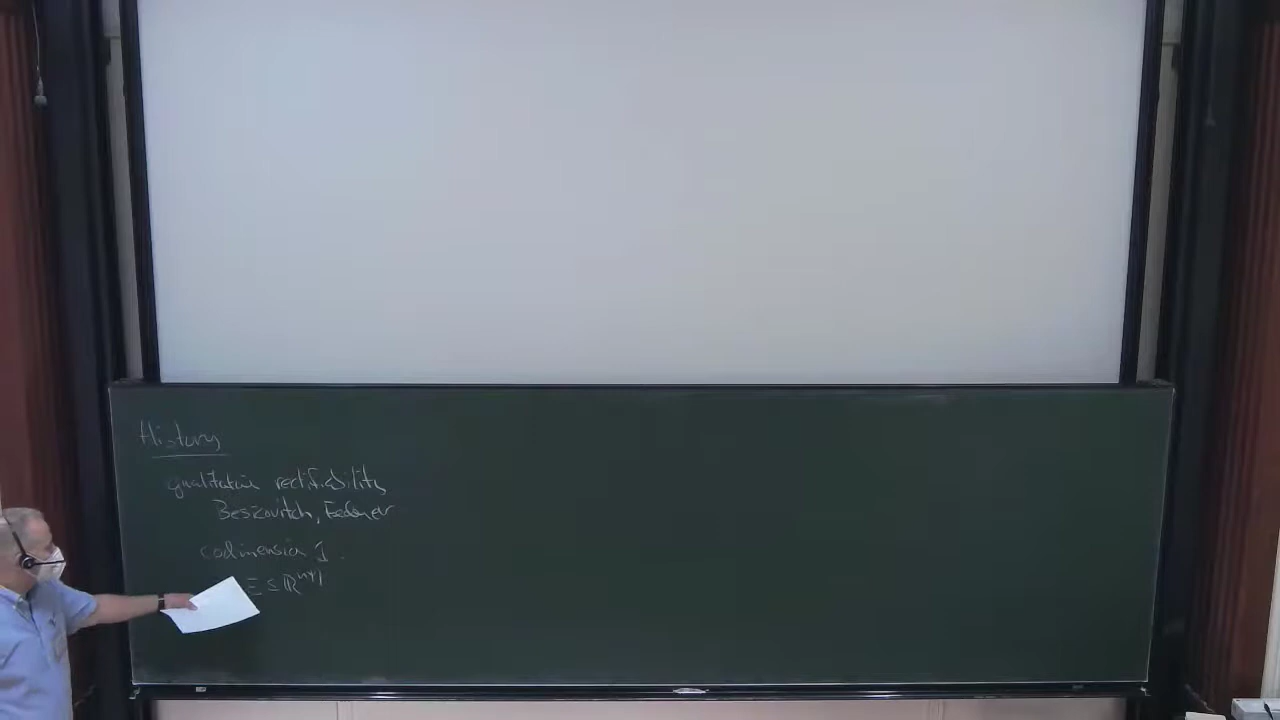 History
qualitative rectifiability
Besicovitch, Federer
codimension 1.
E ⊆ ℝⁿ⁺¹